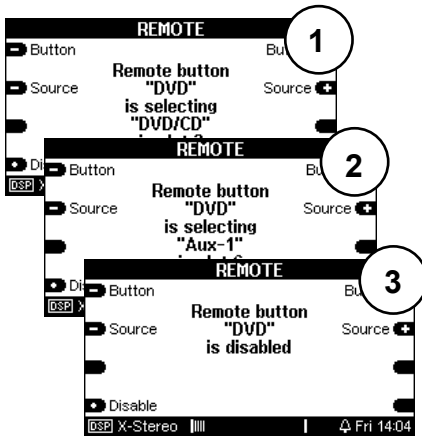 REMOTE
1
Button
Remote button
Source "DVD" Source
is selecting
"DVD/CD"
DSP
REMOTE
2
Button
Remote button
Source "DVD" Source
is selecting
"Aux-1"
DSP
REMOTE
3
Button
Remote button
Source "DVD" Source
is disabled
Disable
DSP X-Stereo Fri 14:04